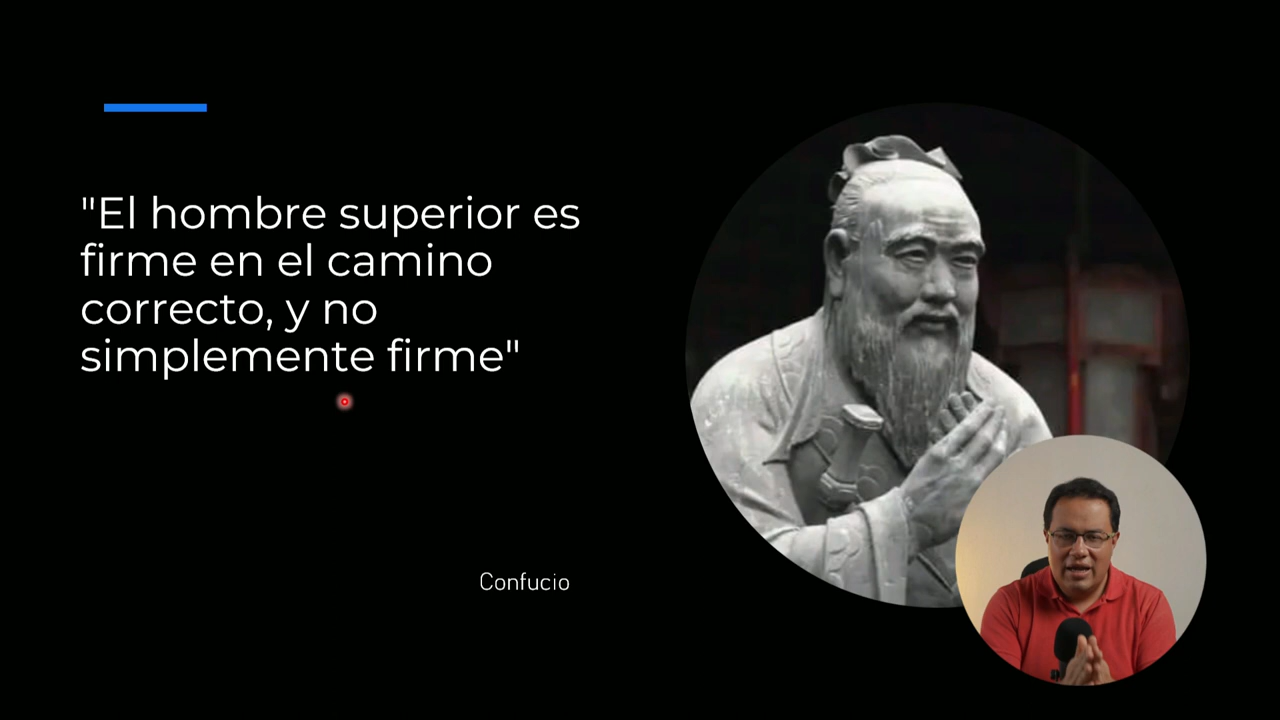 "El hombre superior es
firme en el camino
correcto, y no
simplemente firme"
Confucio